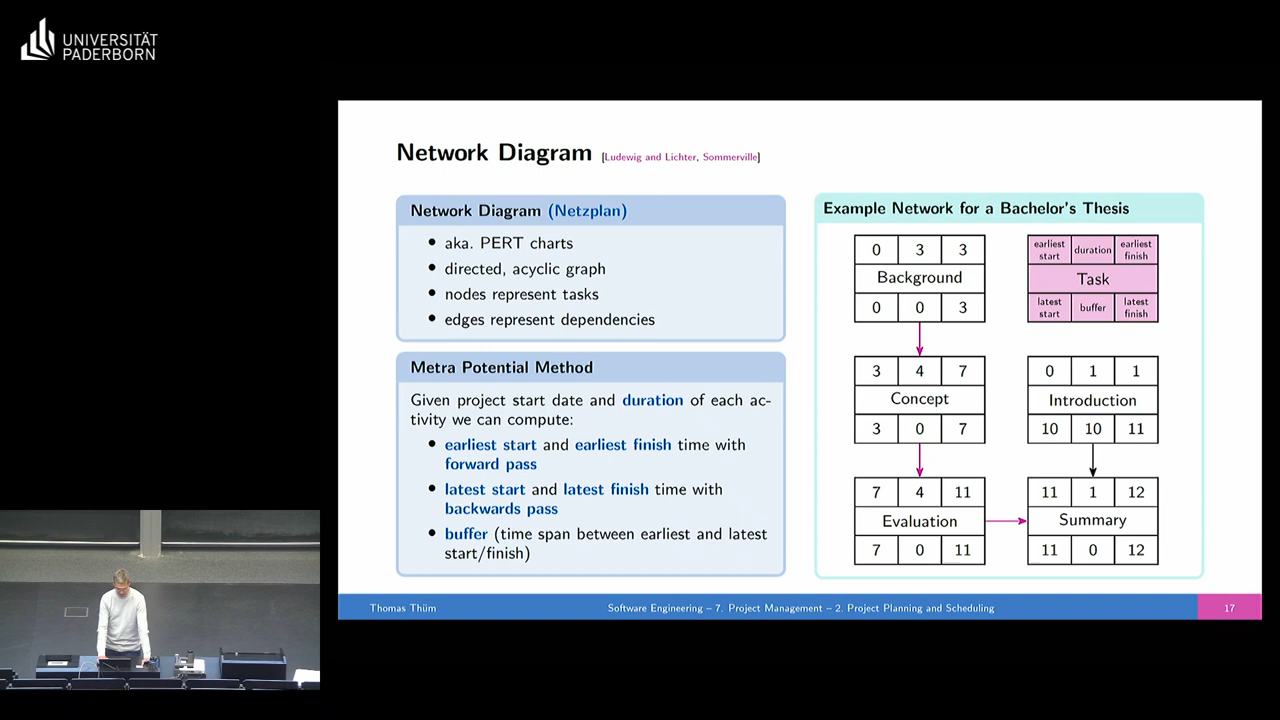 UNIVERSITÄT
PADERBORN
Network Diagram [Ludewig and Lichter, Sommerville]
Network Diagram (Netzplan)
• aka. PERT charts
• directed, acyclic graph
• nodes represent tasks
• edges represent dependencies
Metra Potential Method
Given project start date and duration of each ac-
tivity we can compute:
• earliest start and earliest finish time with
forward pass
• latest start and latest finish time with
backwards pass
• buffer (time span between earliest and latest
start/finish)
Example Network for a Bachelor's Thesis
0 3 3
Background
0 0 3
earliest start duration earliest finish
Task
latest start buffer latest finish
3 4 7
Concept
3 0 7
0 1 1
Introduction
10 10 11
7 4 11
Evaluation
7 0 11
11 1 12
Summary
11 0 12
Thomas Thüm
Software Engineering – 7. Project Management – 2. Project Planning and Scheduling
17